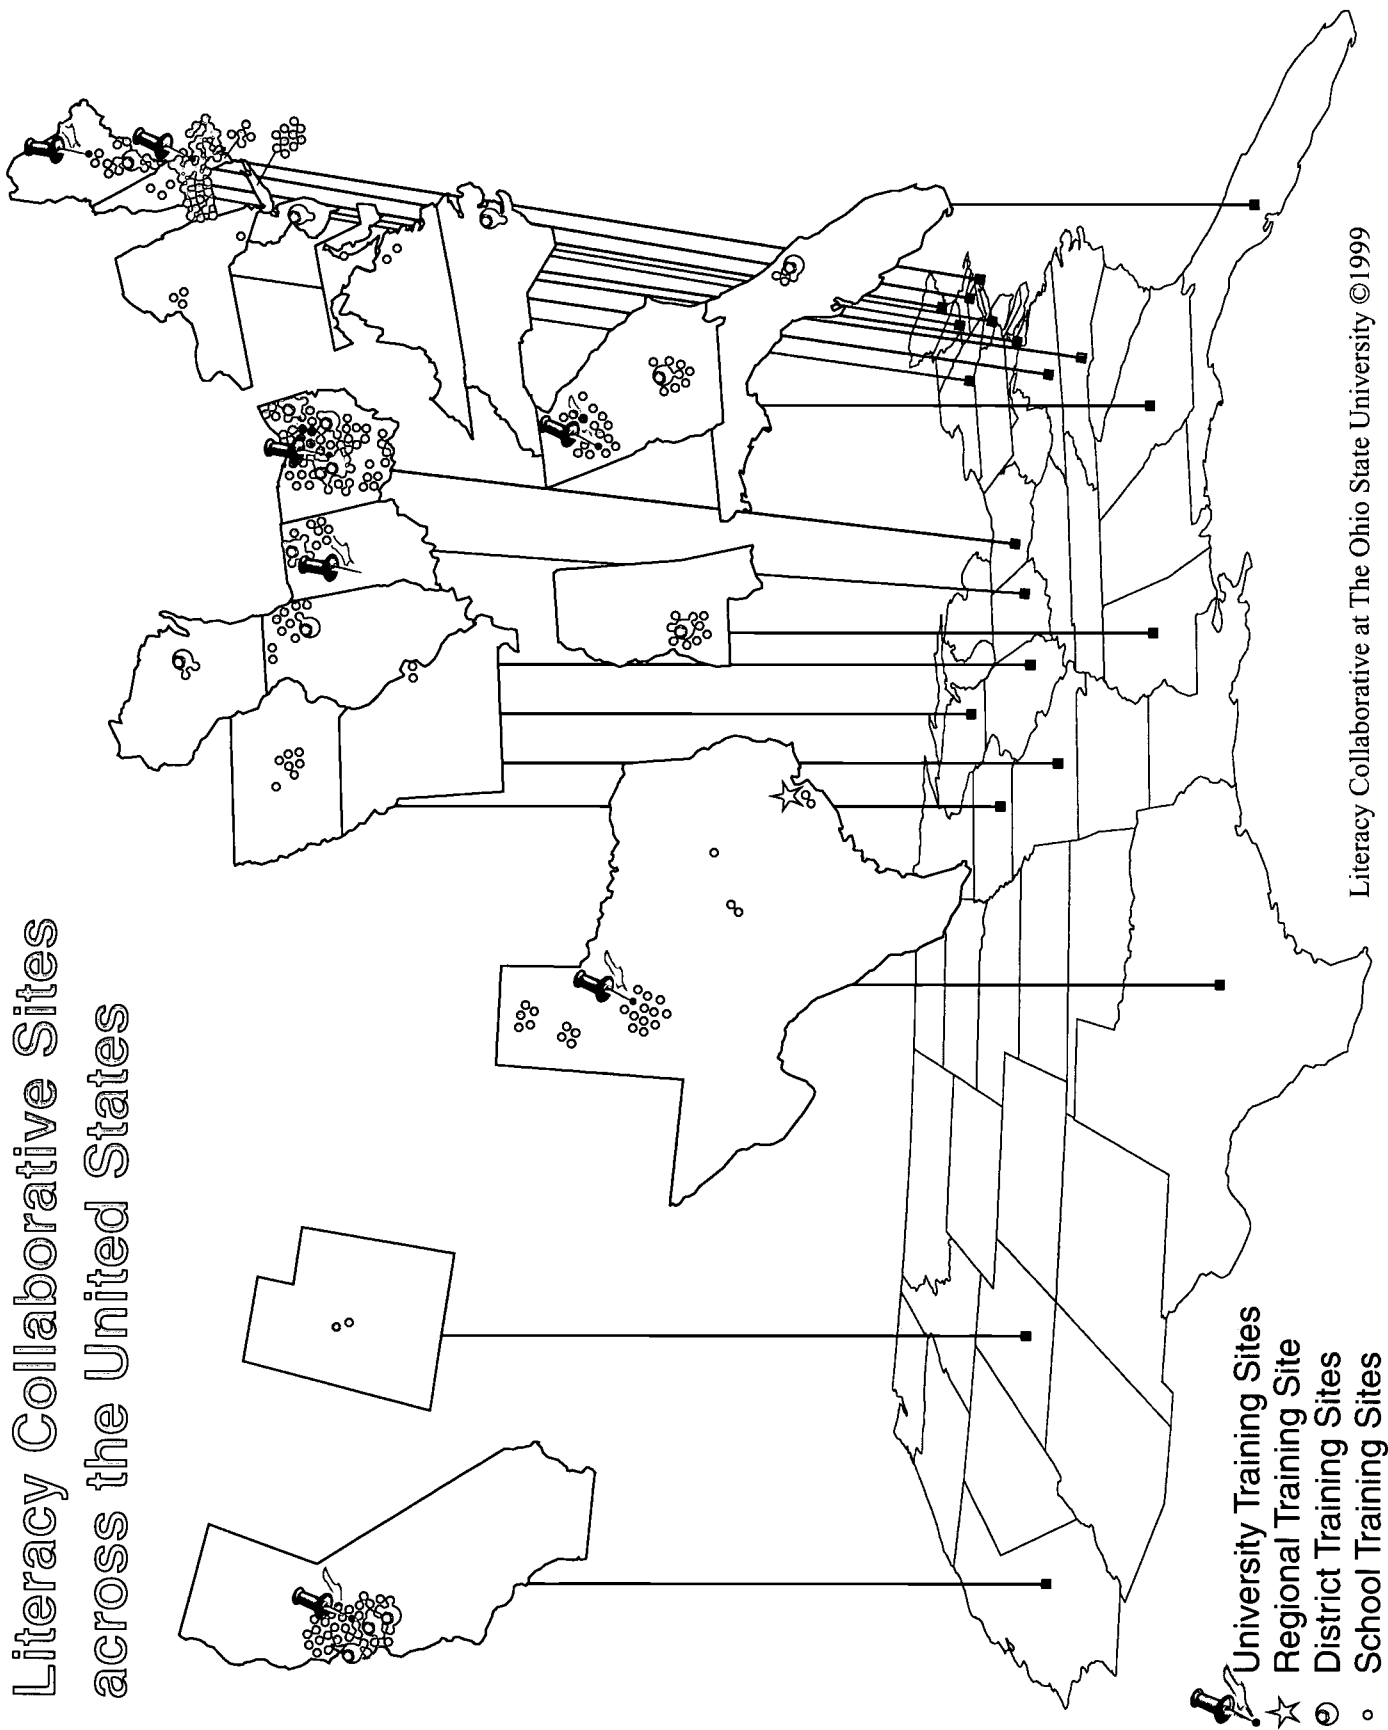 Literacy Collaborative Sites
across the United States
University Training Sites
Regional Training Site
District Training Sites
School Training Sites
Literacy Collaborative at The Ohio State University ©1999